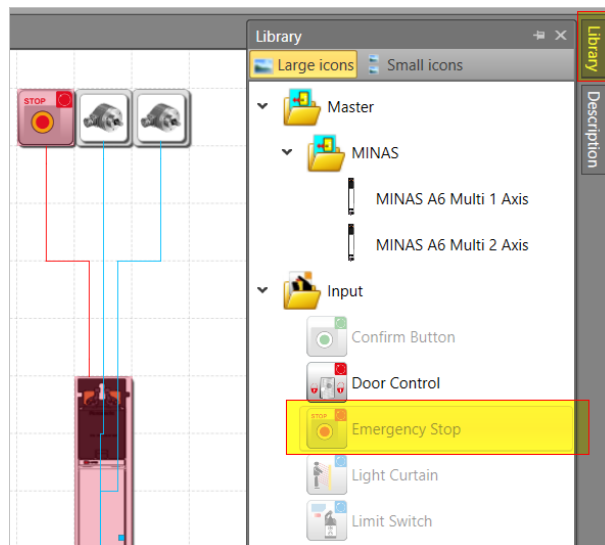 Library
Large icons
Small icons
Master
MINAS
MINAS A6 Multi 1 Axis
MINAS A6 Multi 2 Axis
Input
Confirm Button
Door Control
STOP
Emergency Stop
Light Curtain
Limit Switch
STOP
Library
Description